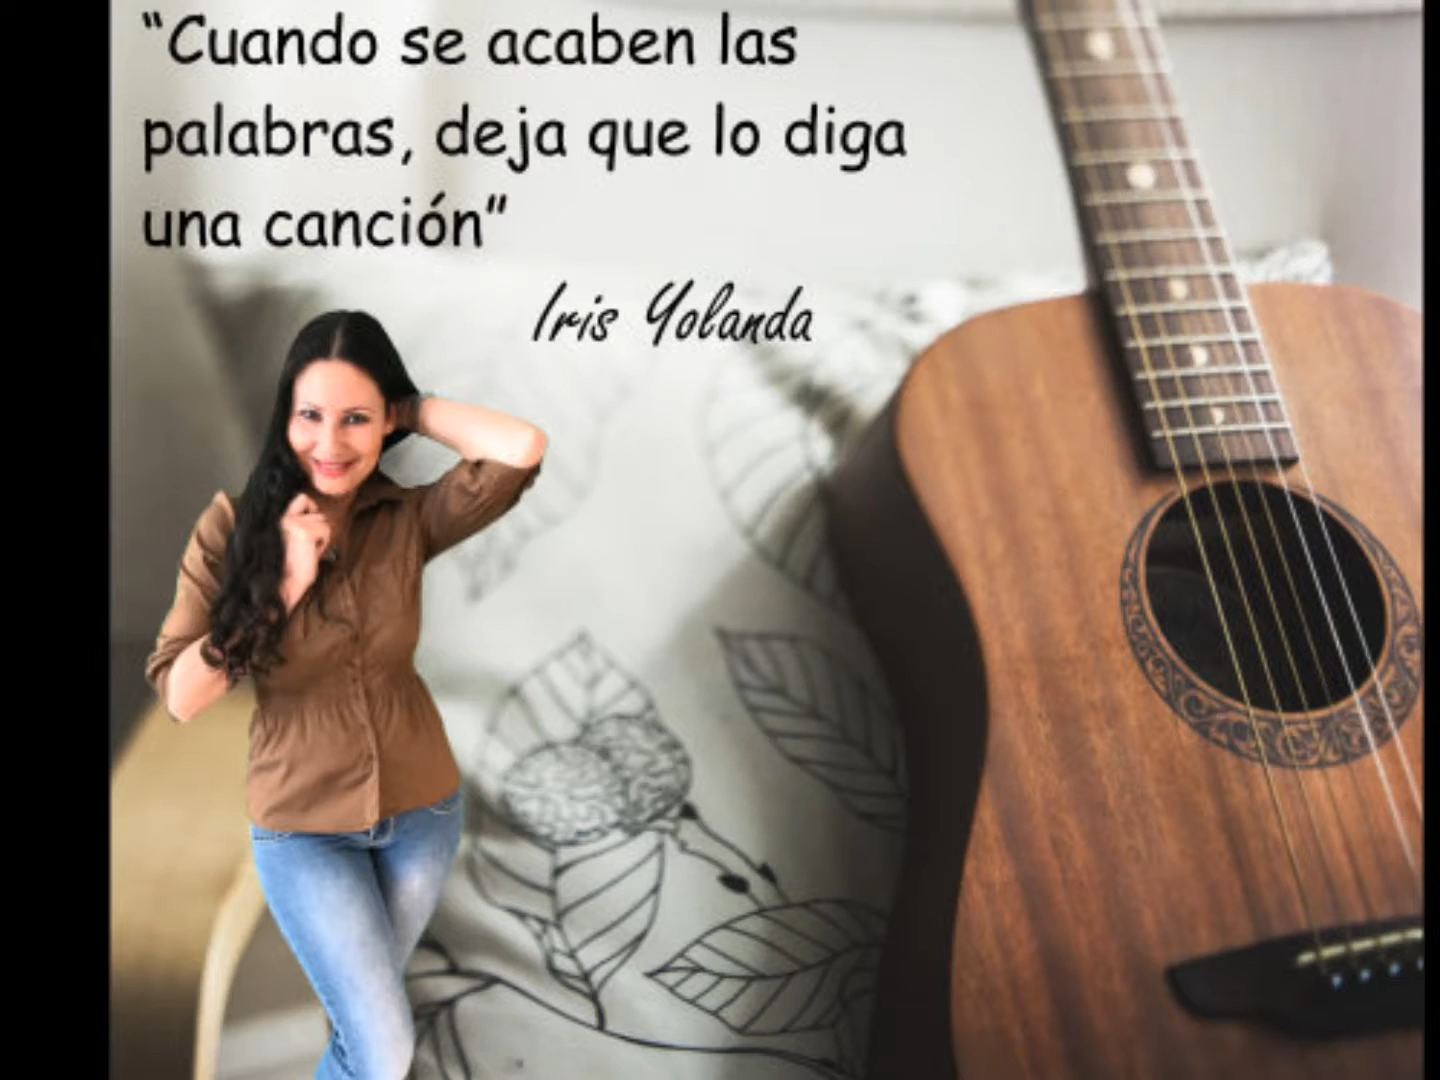 “Cuando se acaben las
palabras, deja que lo diga
una canción”
Iris Yolanda